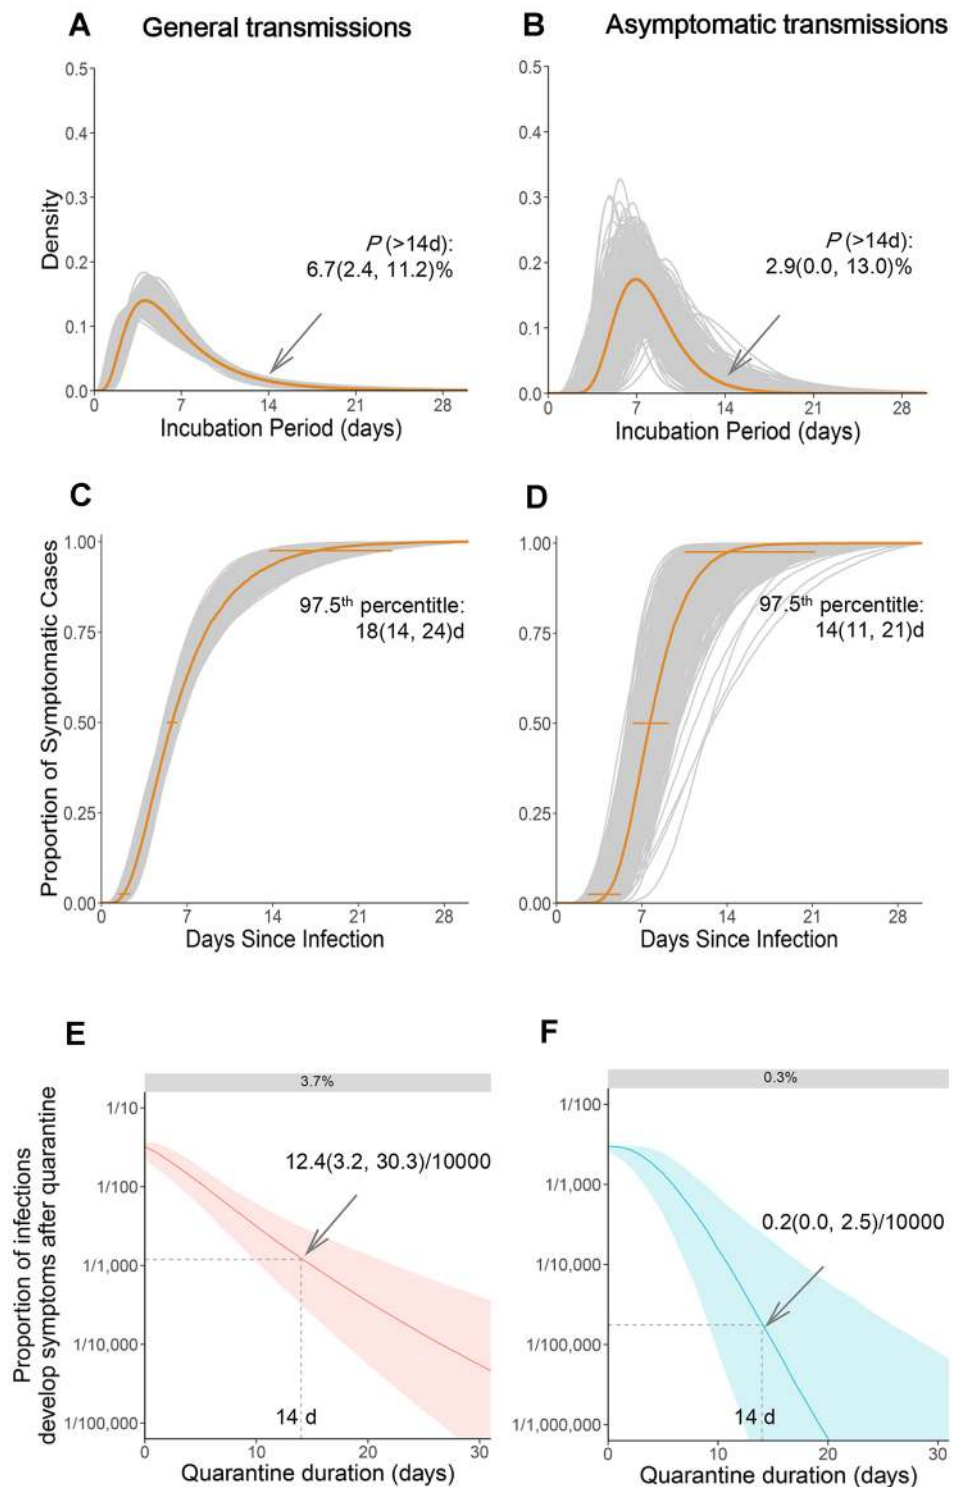 A General transmissions
B Asymptomatic transmissions
Density
0.5
0.4
0.3
0.2
0.1
0.0
P (>14d):
6.7(2.4, 11.2)%
0 7 14 21 28
Incubation Period (days)
0.5
0.4
0.3
0.2
0.1
0.0
P (>14d):
2.9(0.0, 13.0)%
0 7 14 21 28
Incubation Period (days)
C
Proportion of Symptomatic Cases
1.00
0.75
0.50
0.25
0.00
97.5th percentitle:
18(14, 24)d
0 7 14 21 28
Days Since Infection
D
1.00
0.75
0.50
0.25
0.00
97.5th percentitle:
14(11, 21)d
0 7 14 21 28
Days Since Infection
E
Proportion of infections
develop symptoms after quarantine
3.7%
1/10
1/100
1/1,000
1/10,000
1/100,000
12.4(3.2, 30.3)/10000
14 d
0 10 20 30
Quarantine duration (days)
F
0.3%
1/100
1/1,000
1/10,000
1/100,000
1/1,000,000
0.2(0.0, 2.5)/10000
14 d
0 10 20 30
Quarantine duration (days)